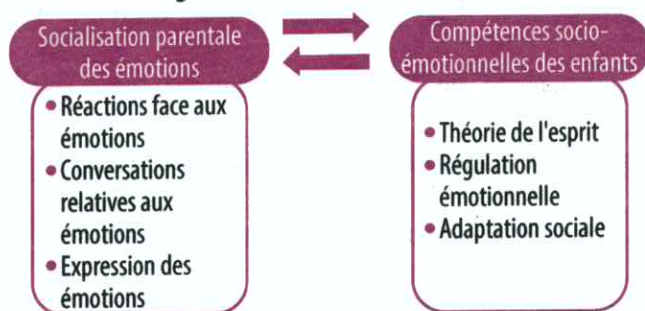 Socialisation parentale
des émotions
• Réactions face aux
émotions
• Conversations
relatives aux
émotions
• Expression des
émotions
Compétences socio-
émotionnelles des enfants
• Théorie de l'esprit
• Régulation
émotionnelle
• Adaptation sociale